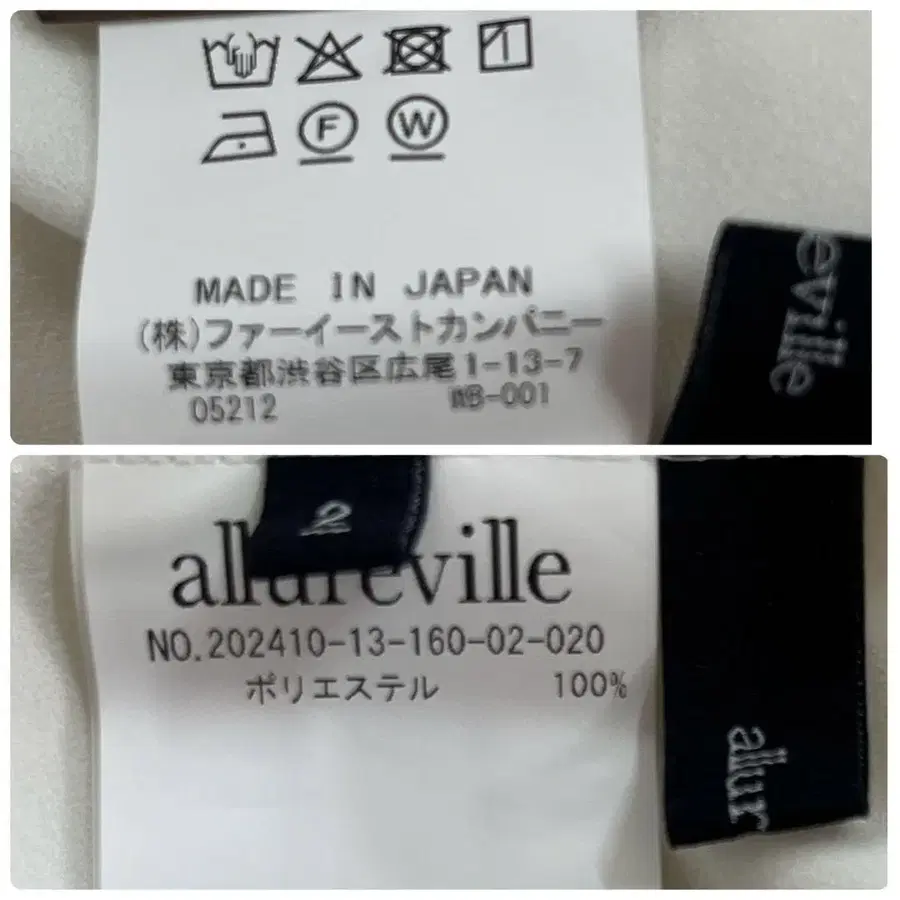 F W
MADE IN JAPAN
(株)ファーイーストカンパニー
東京都渋谷区広尾1-13-7
05212 -001
eville
2
allureville
NO.202410-13-160-02-020
ポリエステル 100%
allur